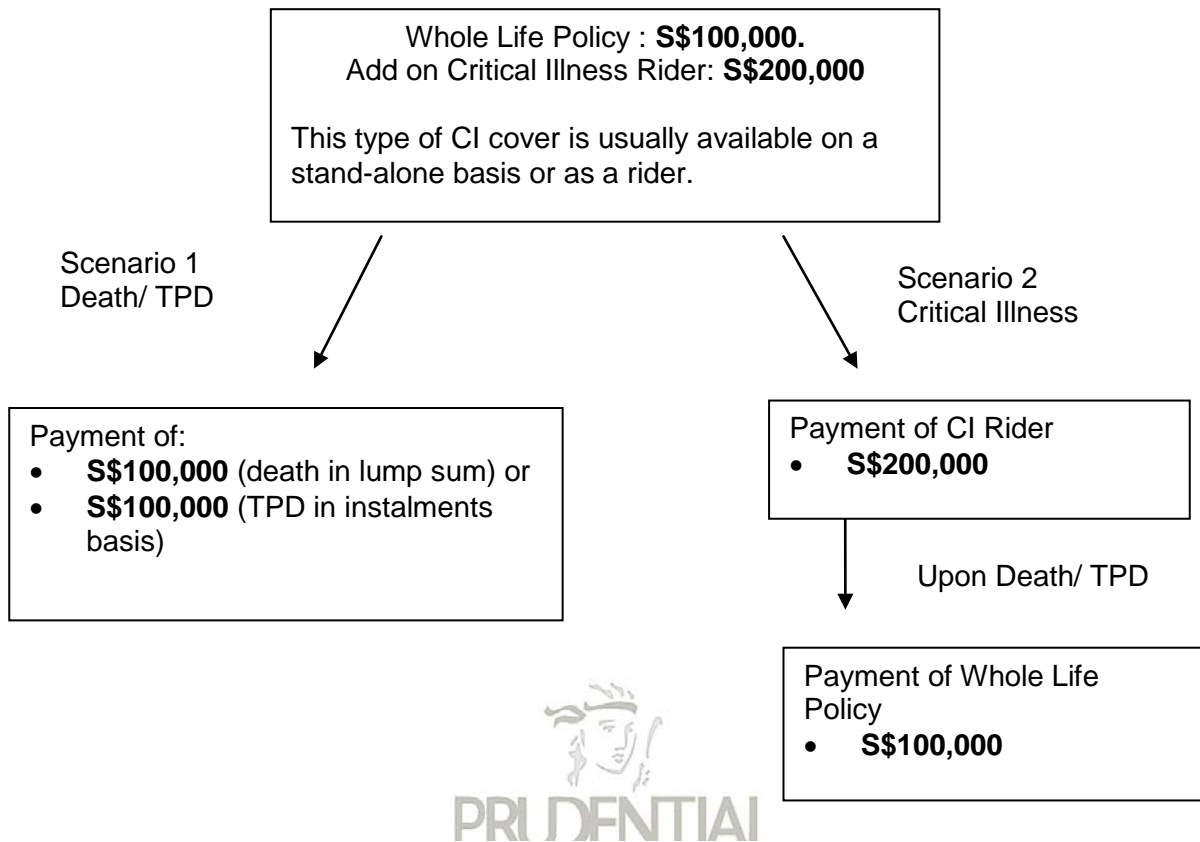 Whole Life Policy : S$100,000.
Add on Critical Illness Rider: S$200,000
This type of CI cover is usually available on a
stand-alone basis or as a rider.
Scenario 1
Death/ TPD
Scenario 2
Critical Illness
Payment of:
• S$100,000 (death in lump sum) or
• S$100,000 (TPD in instalments
basis)
Payment of CI Rider
• S$200,000
Upon Death/ TPD
Payment of Whole Life
Policy
• S$100,000
PRUDENTIAL